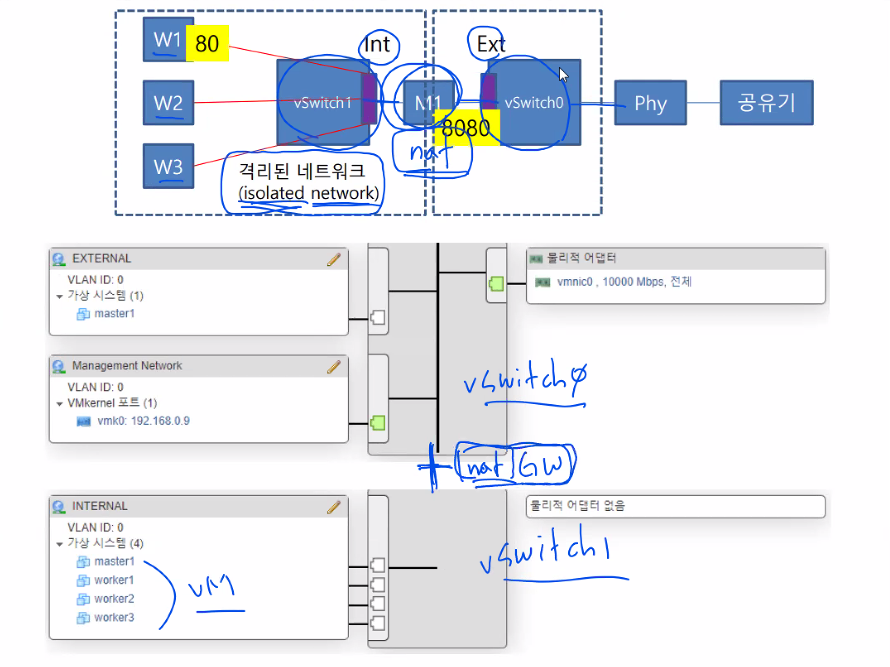 W1
80
Int
Ext
W2
vSwitch1
M1
vSwitch0
Phy
공유기
8080
nat
W3
격리된 네트워크
(isolated network)
EXTERNAL
VLAN ID: 0
가상 시스템 (1)
master1
물리적 어댑터
vmnic0 , 10000 Mbps, 전체
Management Network
VLAN ID: 0
VMkernel 포트 (1)
vmk0: 192.168.0.9
vswitch0
nat GW
INTERNAL
VLAN ID: 0
가상 시스템 (4)
master1
worker1
worker2
worker3
VM
물리적 어댑터 없음
vswitch1